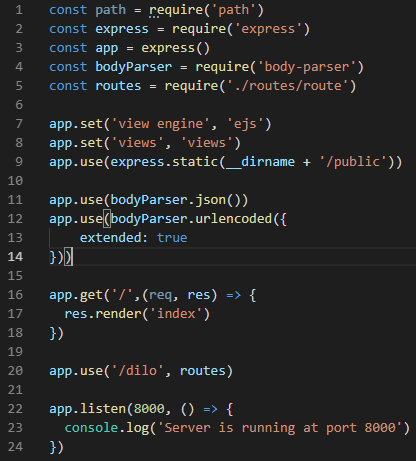 1 const path = require('path')
2 const express = require('express')
3 const app = express()
4 const bodyParser = require('body-parser')
5 const routes = require('./routes/route')
6
7 app.set('view engine', 'ejs')
8 app.set('views', 'views')
9 app.use(express.static(__dirname + '/public'))
10
11 app.use(bodyParser.json())
12 app.use(bodyParser.urlencoded({
13     extended: true
14 }))
15
16 app.get('/',(req, res) => {
17   res.render('index')
18 })
19
20 app.use('/dilo', routes)
21
22 app.listen(8000, () => {
23   console.log('Server is running at port 8000')
24 })